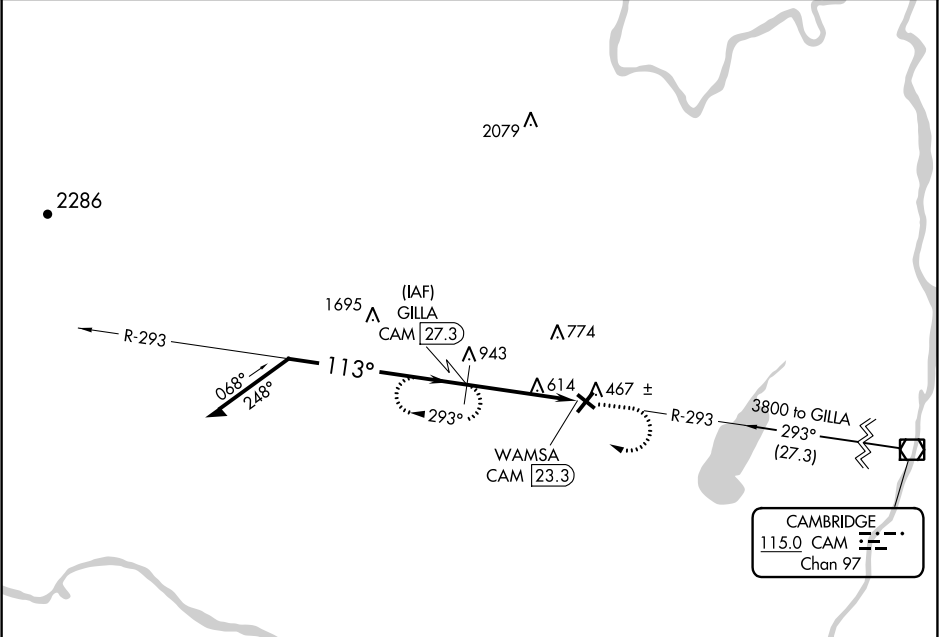 2079
2286
(IAF)
GILLA
CAM 27.3
1695
774
R-293
943
113°
068°
248°
614
467 ±
293°
R-293
3800 to GILLA
293°
(27.3)
WAMSA
CAM 23.3
CAMBRIDGE
115.0 CAM
Chan 97